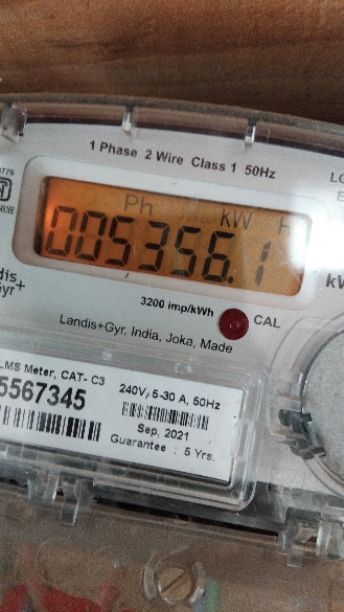 1 Phase 2 Wire Class 1 50Hz
Ph kW H
005356.1
3200 imp/kWh
CAL
Landis+Gyr. India, Joka, Made
LMS Meter, CAT- C3
5567345
240V, 5-30 A, 50Hz
Sep, 2021
Guarantee : 5 Yrs.